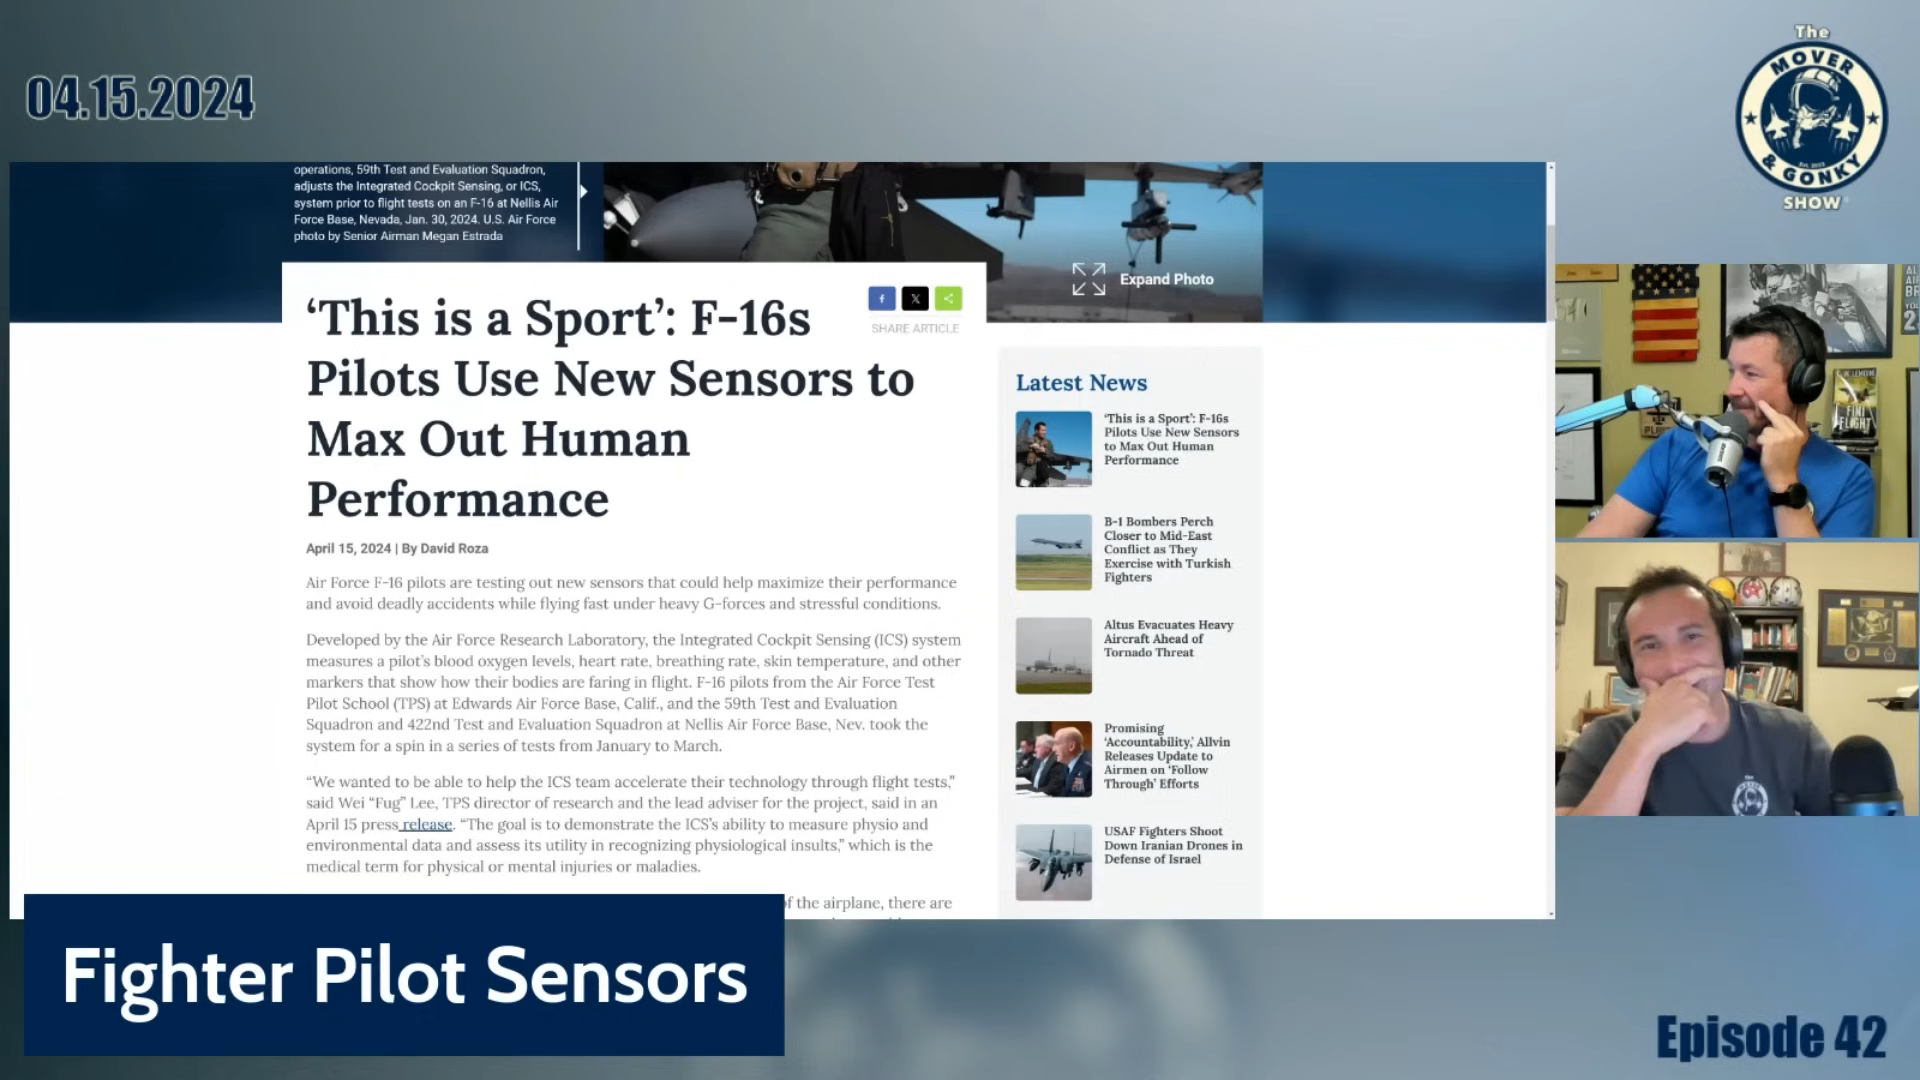 04.15.2024
The
MOVER
& GONKY
SHOW
operations, 59th Test and Evaluation Squadron,
adjusts the Integrated Cockpit Sensing, or ICS,
system prior to flight tests on an F-16 at Nellis Air
Force Base, Nevada, Jan. 30, 2024. U.S. Air Force
photo by Senior Airman Megan Estrada
Expand Photo
‘This is a Sport’: F-16s
Pilots Use New Sensors to
Max Out Human
Performance
SHARE ARTICLE
April 15, 2024 | By David Roza
Air Force F-16 pilots are testing out new sensors that could help maximize their performance
and avoid deadly accidents while flying fast under heavy G-forces and stressful conditions.
Developed by the Air Force Research Laboratory, the Integrated Cockpit Sensing (ICS) system
measures a pilot’s blood oxygen levels, heart rate, breathing rate, skin temperature, and other
markers that show how their bodies are faring in flight. F-16 pilots from the Air Force Test
Pilot School (TPS) at Edwards Air Force Base, Calif., and the 59th Test and Evaluation
Squadron and 422nd Test and Evaluation Squadron at Nellis Air Force Base, Nev. took the
system for a spin in a series of tests from January to March.
“We wanted to be able to help the ICS team accelerate their technology through flight tests,”
said Wei “Fug” Lee, TPS director of research and the lead adviser for the project, said in an
April 15 press release. “The goal is to demonstrate the ICS’s ability to measure physio and
environmental data and assess its utility in recognizing physiological insults,” which is the
medical term for physical or mental injuries or maladies.
of the airplane, there are
Latest News
‘This is a Sport’: F-16s
Pilots Use New Sensors
to Max Out Human
Performance
B-1 Bombers Perch
Closer to Mid-East
Conflict as They
Exercise with Turkish
Fighters
Altus Evacuates Heavy
Aircraft Ahead of
Tornado Threat
Promising
‘Accountability,’ Allvin
Releases Update to
Airmen on ‘Follow
Through’ Efforts
USAF Fighters Shoot
Down Iranian Drones in
Defense of Israel
FINI
FLIGHT
Fighter Pilot Sensors
Episode 42